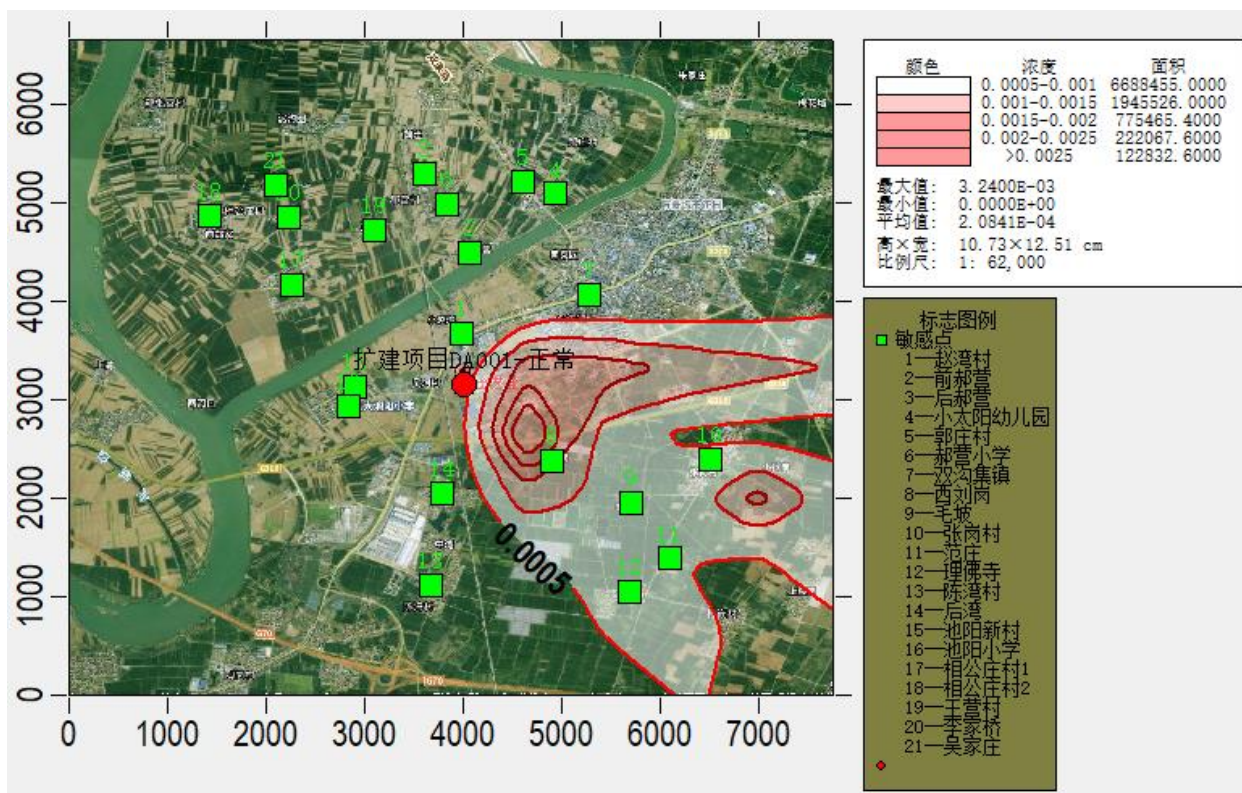 6000
5000
4000
3000
2000
1000
0
0 1000 2000 3000 4000 5000 6000 7000
扩建项目DA001-正常
0.0005
颜色 浓度 面积
0.0005-0.001 6688455.0000
0.001-0.0015 1945526.0000
0.0015-0.002 775465.4000
0.002-0.0025 222067.6000
>0.0025 122832.6000
最大值: 3.2400E-03
最小值: 0.0000E+00
平均值: 2.0841E-04
高×宽: 10.73×12.51 cm
比例尺: 1: 62,000
标志图例
敏感点
1—赵湾村
2—前郝营
3—后郝营
4—小太阳幼儿园
5—郭庄村
6—郝营小学
7—双沟集镇
8—西刘岗
9—毛坡
10—张岗村
11—范庄
12—理佛寺
13—陈湾村
14—后湾
15—池阳新村
16—池阳小学
17—相公庄村1
18—相公庄村2
19—王营村
20—李家桥
21—吴家庄